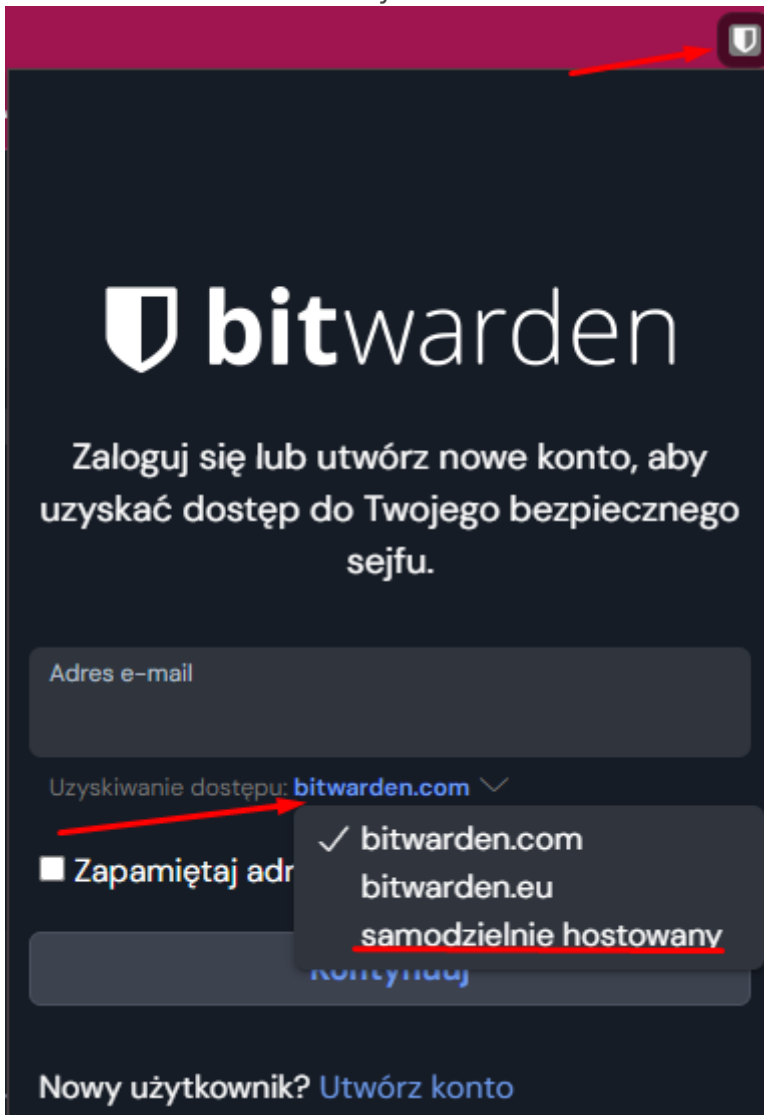 bitwarden
Zaloguj się lub utwórz nowe konto, aby
uzyskać dostęp do Twojego bezpiecznego
sejfu.
Adres e-mail
Uzyskiwanie dostępu: bitwarden.com
bitwarden.com
bitwarden.eu
samodzielnie hostowany
Zapamiętaj adr
Kontynuuj
Nowy użytkownik? Utwórz konto